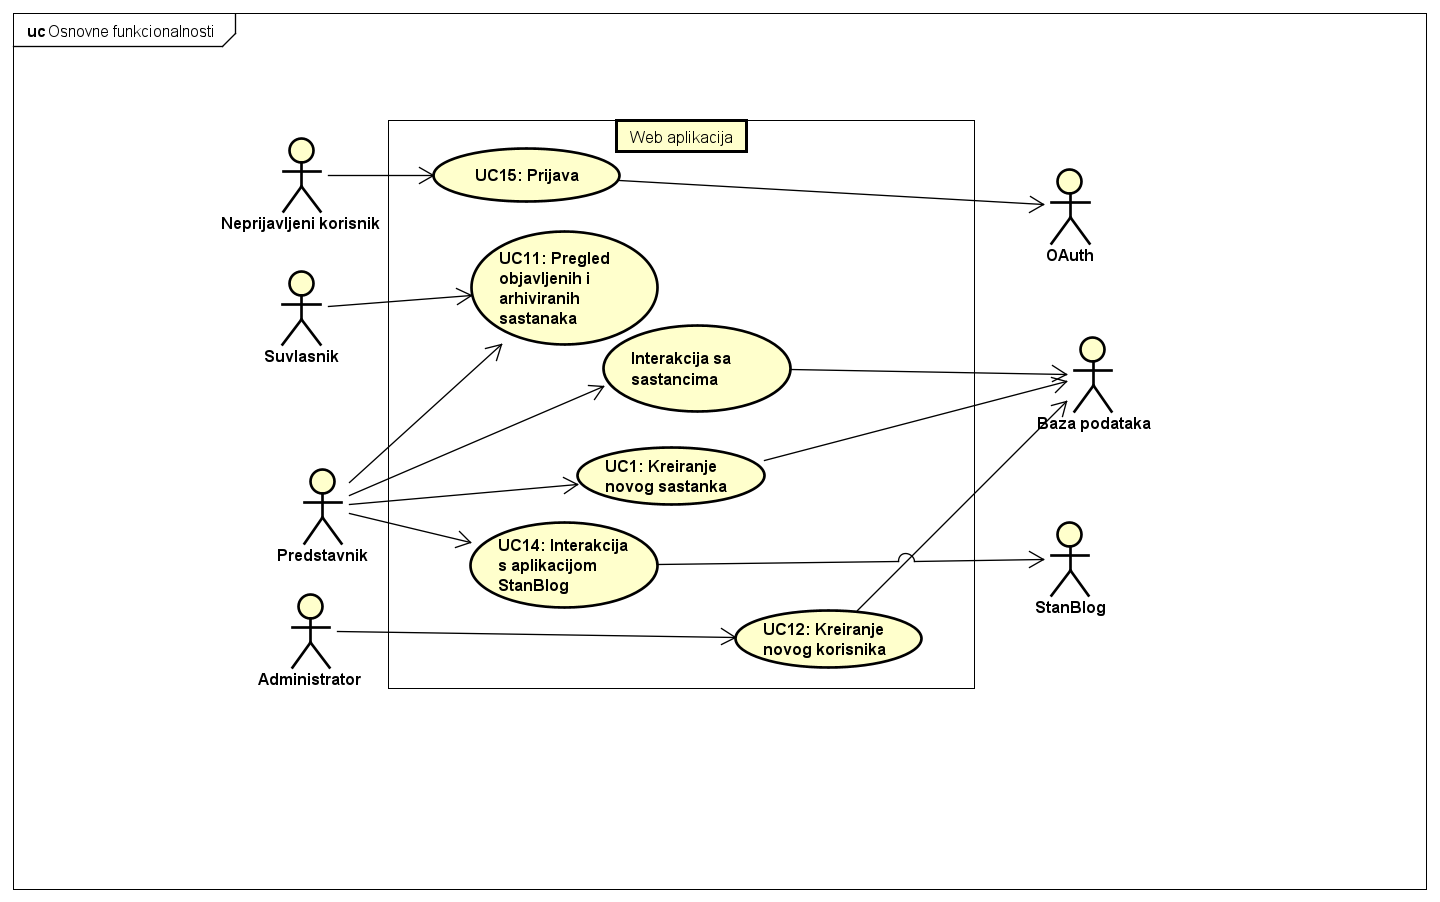 uc Osnovne funkcionalnosti
Web aplikacija
UC15: Prijava
Neprijavljeni korisnik
OAuth
UC11: Pregled
objavljenih i
arhiviranih
sastanaka
Suvlasnik
Interakcija sa
sastancima
Baza podataka
UC1: Kreiranje
novog sastanka
Predstavnik
UC14: Interakcija
s aplikacijom
StanBlog
StanBlog
UC12: Kreiranje
novog korisnika
Administrator